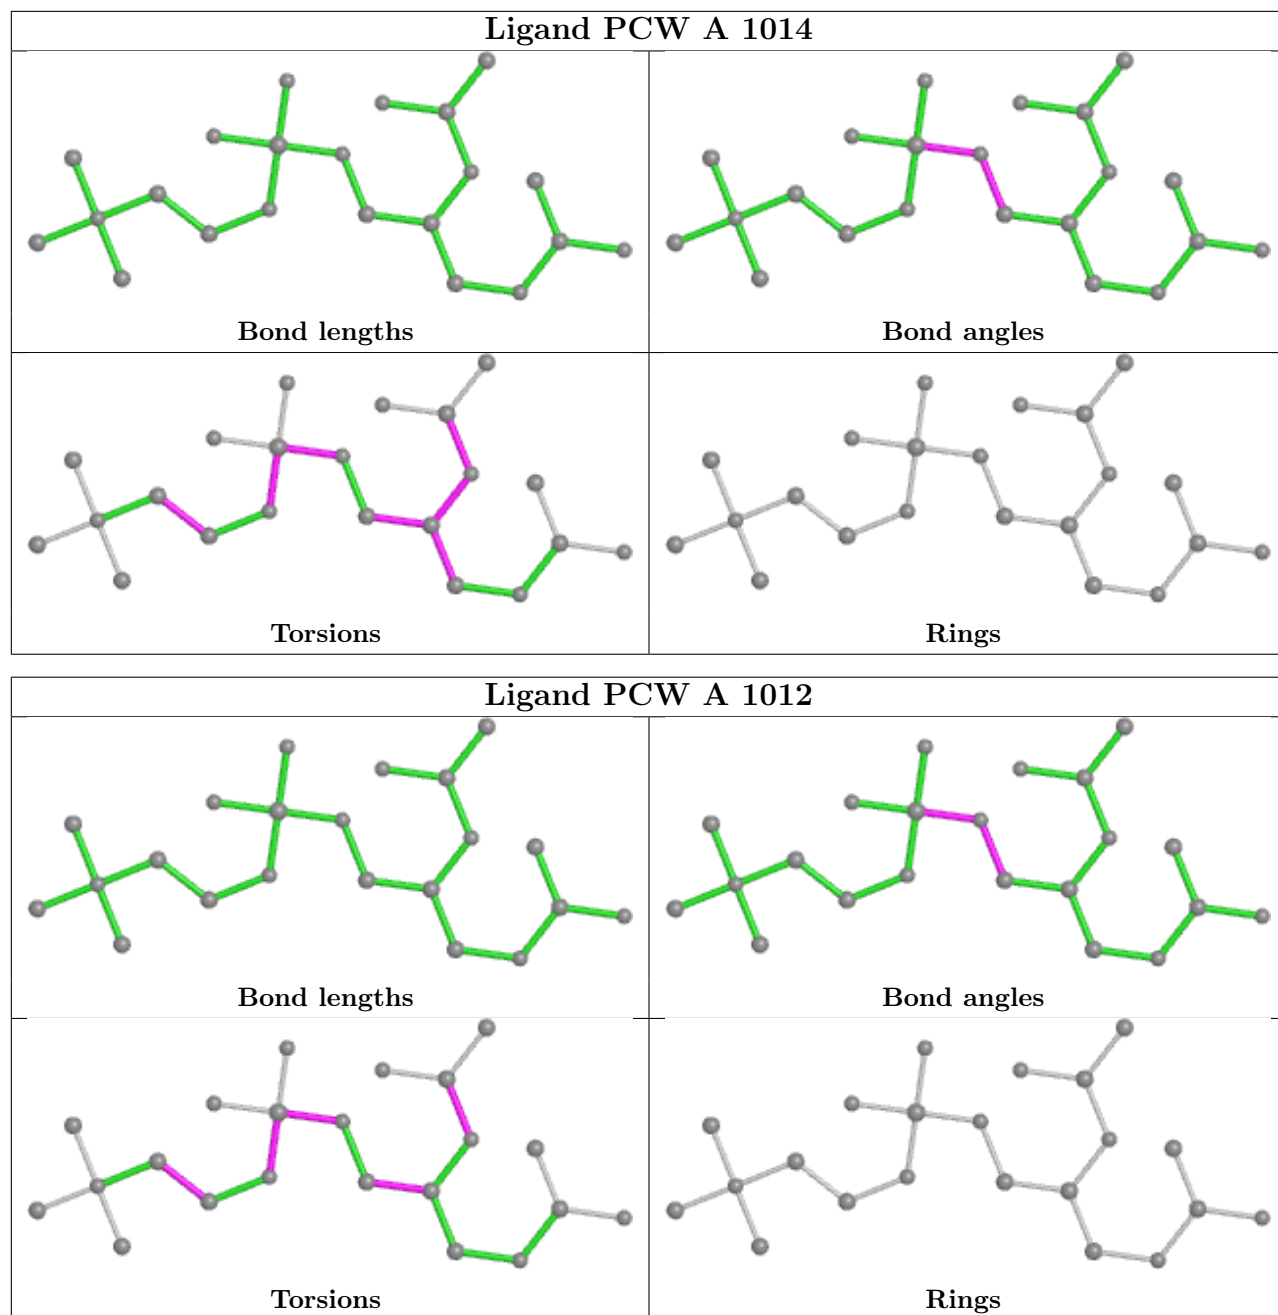 Ligand PCW A 1014
Bond lengths
Bond angles
Torsions
Rings
Ligand PCW A 1012
Bond lengths
Bond angles
Torsions
Rings